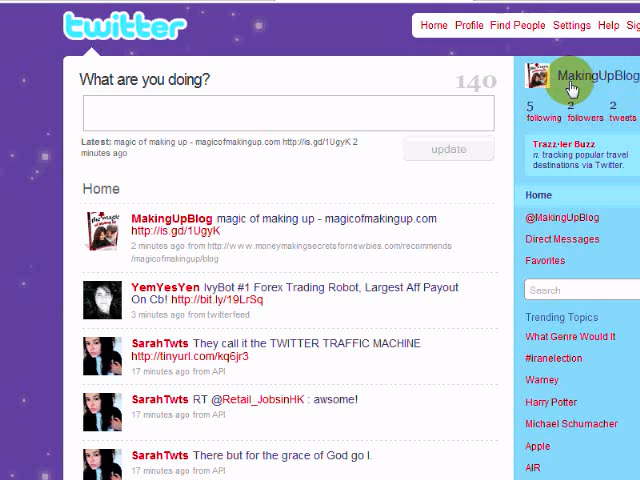 twitter
Home Profile Find People Settings Help Sig
What are you doing?
140
Latest: magic of making up - magicofmakingup.com http://is.gd/1UgyK 2
minutes ago
update
Home
MakingUpBlog magic of making up - magicofmakingup.com
http://is.gd/1UgyK
2 minutes ago from http://www.moneymakingsecretsfornewbies.com/recommends
/magicofmakingup/blog
YemYesYen IvyBot #1 Forex Trading Robot, Largest Aff Payout
On Cb! http://bit.ly/19LrSq
3 minutes ago from twitterfeed
SarahTwts They call it the TWITTER TRAFFIC MACHINE
http://tinyurl.com/kq6jr3
17 minutes ago from API
SarahTwts RT @Retail_JobsinHK : awsome!
17 minutes ago from API
SarahTwts There but for the grace of God go I.
17 minutes ago from API
MakingUpBlog
5 2 2
following followers tweets
Trazz·ler Buzz
n. tracking popular travel
destinations via Twitter.
Home
@MakingUpBlog
Direct Messages
Favorites
Search
Trending Topics
What Genre Would It
#iranelection
Warney
Harry Potter
Michael Schumacher
Apple
AIR